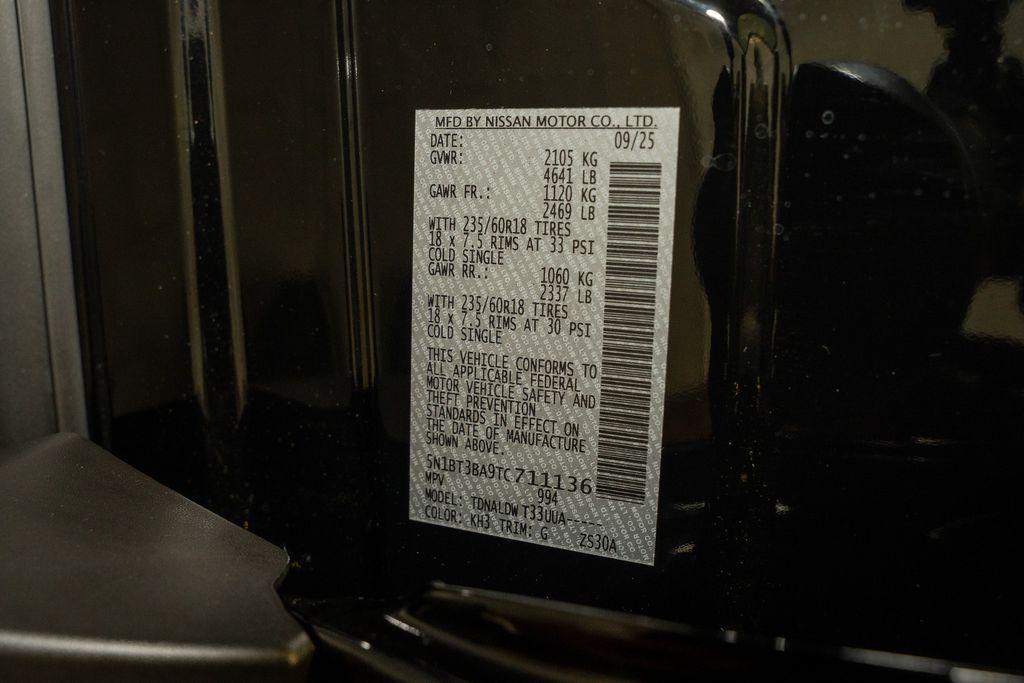 MFD BY NISSAN MOTOR CO., LTD.
DATE: 09/25
GVWR: 2105 KG
4641 LB
GAWR FR.: 1120 KG
2469 LB
WITH 235/60R18 TIRES
18 x 7.5 RIMS AT 33 PSI
COLD SINGLE
GAWR RR.: 1060 KG
2337 LB
WITH 235/60R18 TIRES
18 x 7.5 RIMS AT 30 PSI
COLD SINGLE
THIS VEHICLE CONFORMS TO
ALL APPLICABLE FEDERAL
MOTOR VEHICLE SAFETY AND
THEFT PREVENTION
STANDARDS IN EFFECT ON
THE DATE OF MANUFACTURE
SHOWN ABOVE.
5N1BT3BA9TC711136
MPV 994
MODEL: TDNALDWT33UUA-----
COLOR: KH3 TRIM: G ZS30A